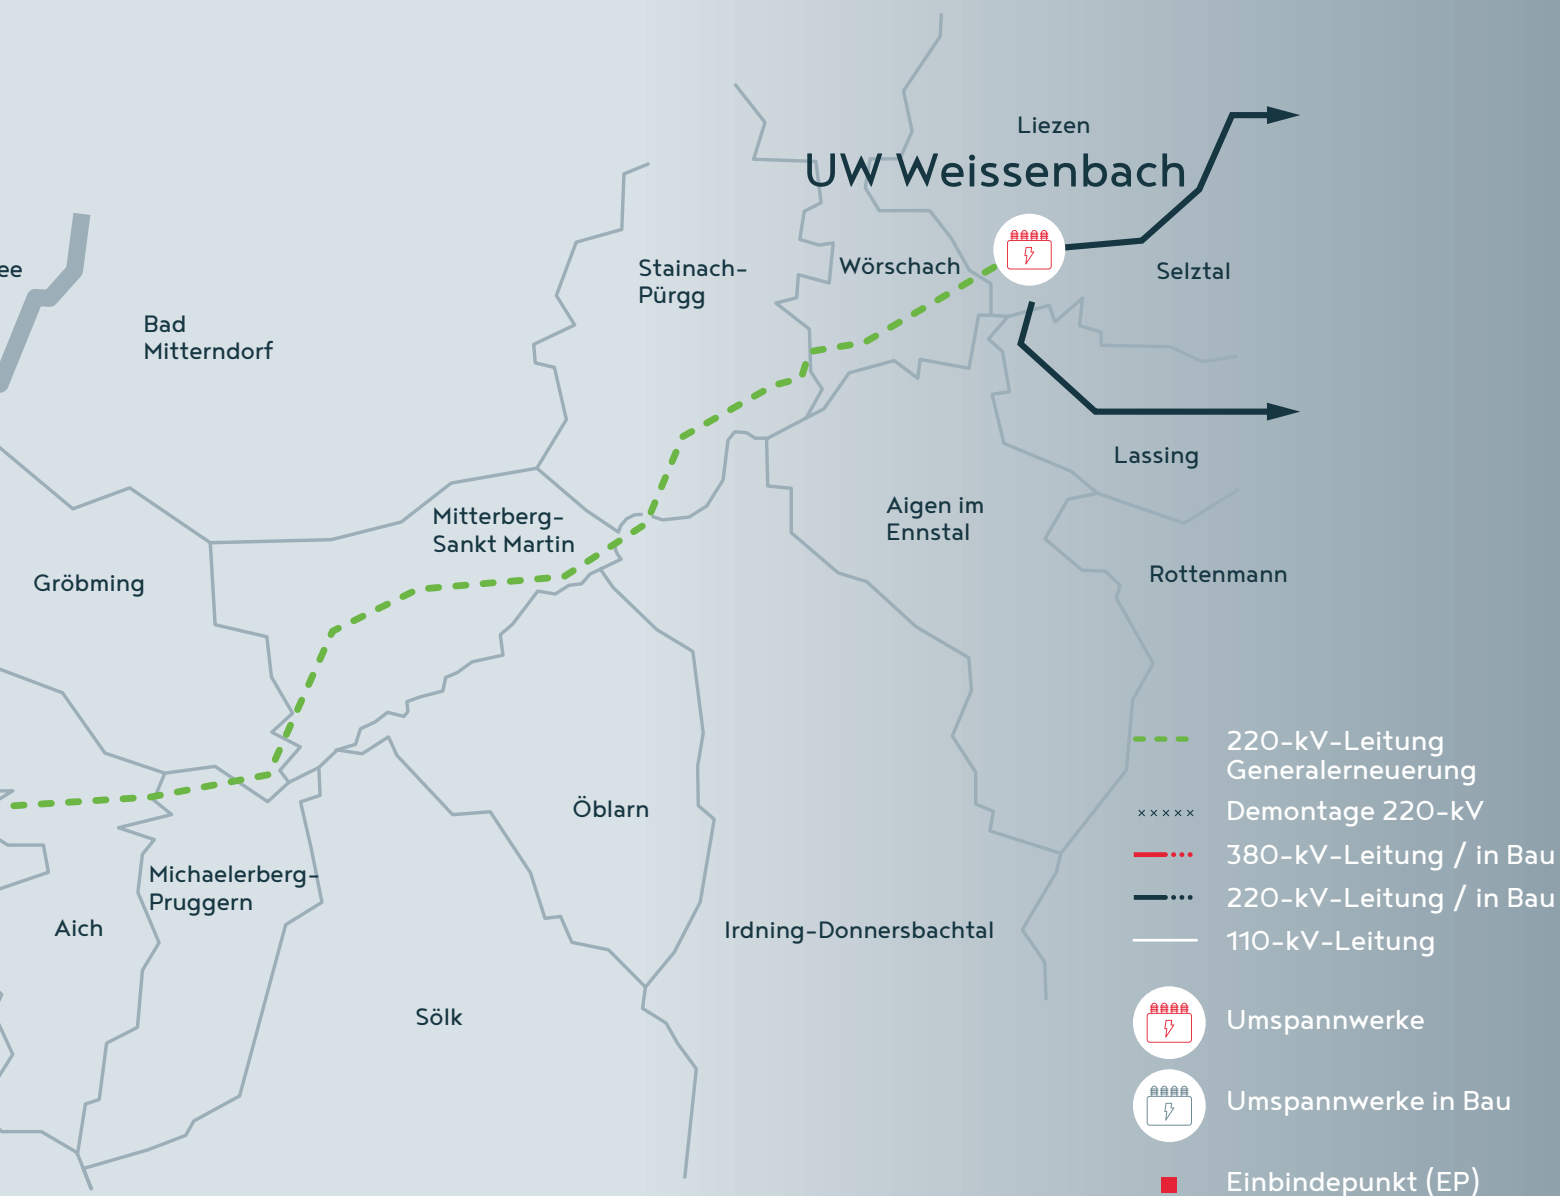 Liezen
UW Weissenbach
ee
Stainach-
Pürgg
Wörschach
Selztal
Bad
Mitterndorf
Lassing
Mitterberg-
Sankt Martin
Aigen im
Ennstal
Gröbming
Rottenmann
Öblarn
Michaelerberg-
Pruggern
Aich
Irdning-Donnersbachtal
Sölk
220-kV-Leitung
Generalerneuerung
Demontage 220-kV
380-kV-Leitung / in Bau
220-kV-Leitung / in Bau
110-kV-Leitung
Umspannwerke
Umspannwerke in Bau
Einbindepunkt (EP)